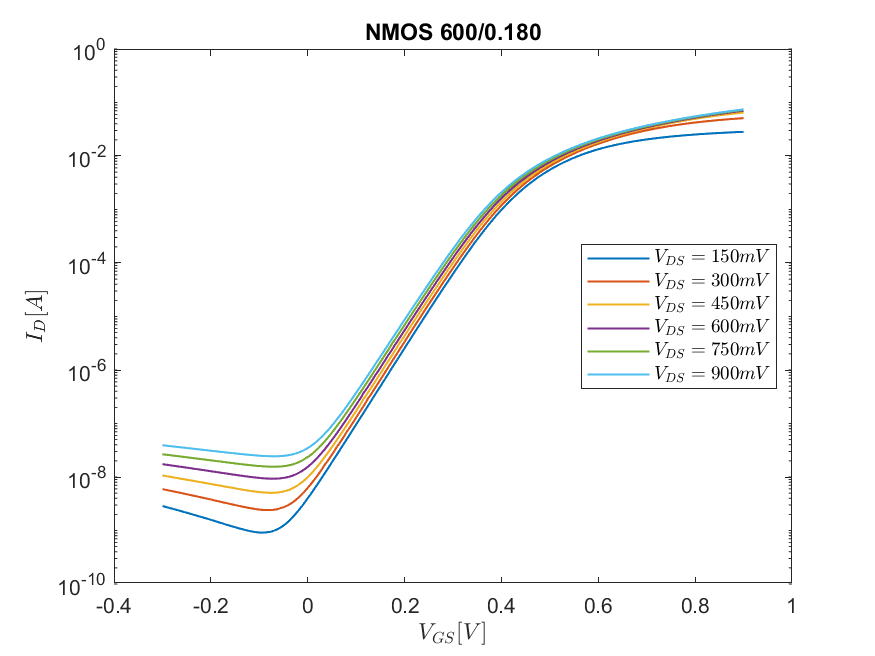 NMOS 600/0.180
10^0
10^-2
10^-4
10^-6
10^-8
10^-10
I_D[A]
V_DS = 150mV
V_DS = 300mV
V_DS = 450mV
V_DS = 600mV
V_DS = 750mV
V_DS = 900mV
-0.4 -0.2 0 0.2 0.4 0.6 0.8 1
V_GS[V]